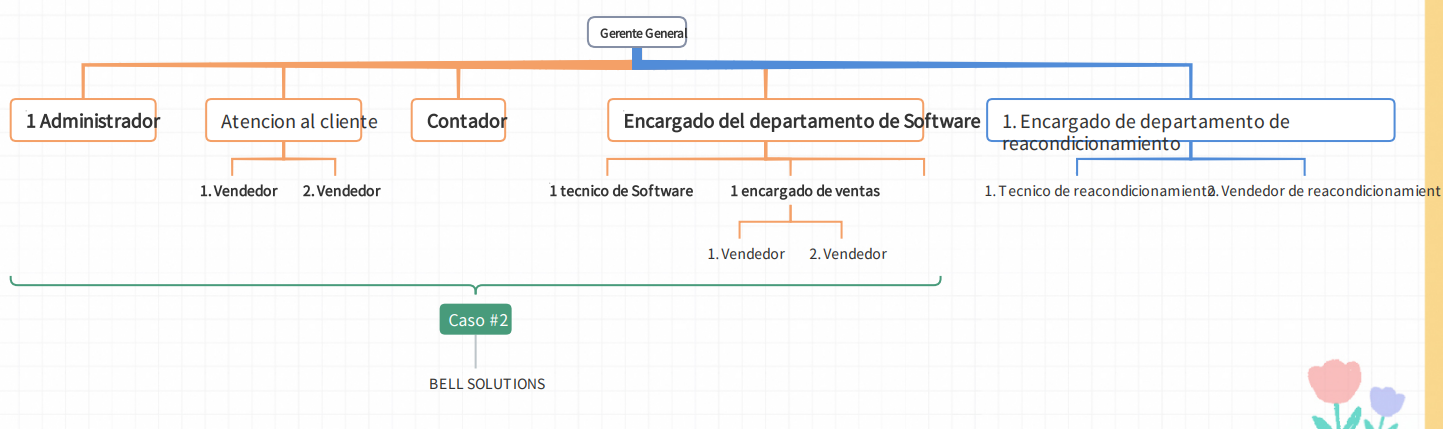 Gerente General
1 Administrador
Atencion al cliente
Contador
Encargado del departamento de Software
1. Encargado de departamento de
reacondicionamiento
1. Vendedor
2. Vendedor
1 tecnico de Software
1 encargado de ventas
1. Tecnico de reacondicionamiento
2. Vendedor de reacondicionamient
1. Vendedor
2. Vendedor
Caso #2
BELL SOLUTIONS